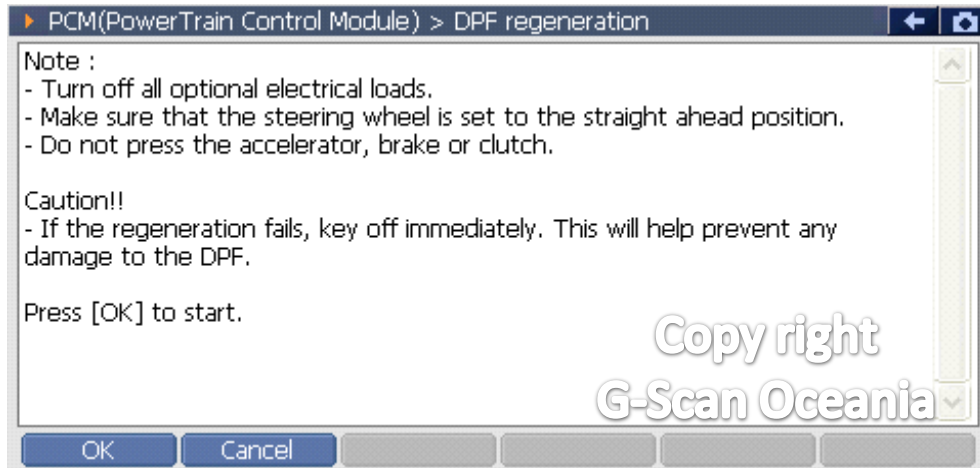 PCM(PowerTrain Control Module) > DPF regeneration
Note :
- Turn off all optional electrical loads.
- Make sure that the steering wheel is set to the straight ahead position.
- Do not press the accelerator, brake or clutch.
Caution!!
- If the regeneration fails, key off immediately. This will help prevent any
damage to the DPF.
Press [OK] to start.
Copy right
G-Scan Oceania
OK
Cancel